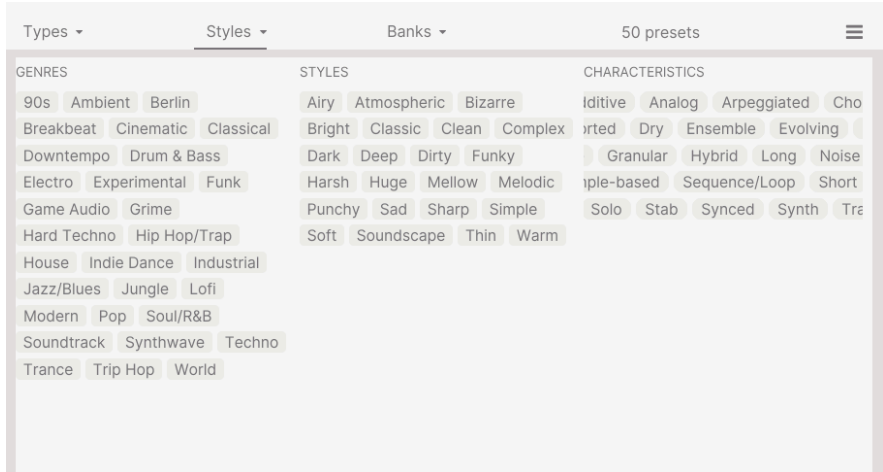 Types Styles Banks 50 presets
GENRES
90s Ambient Berlin
Breakbeat Cinematic Classical
Downtempo Drum & Bass
Electro Experimental Funk
Game Audio Grime
Hard Techno Hip Hop/Trap
House Indie Dance Industrial
Jazz/Blues Jungle Lofi
Modern Pop Soul/R&B
Soundtrack Synthwave Techno
Trance Trip Hop World
STYLES
Airy Atmospheric Bizarre
Bright Classic Clean Complex
Dark Deep Dirty Funky
Harsh Huge Mellow Melodic
Punchy Sad Sharp Simple
Soft Soundscape Thin Warm
CHARACTERISTICS
Analog Arpeggiated Cho
Dry Ensemble Evolving
Granular Hybrid Long Noise
ple-based Sequence/Loop Short
Solo Stab Synced Synth Tra